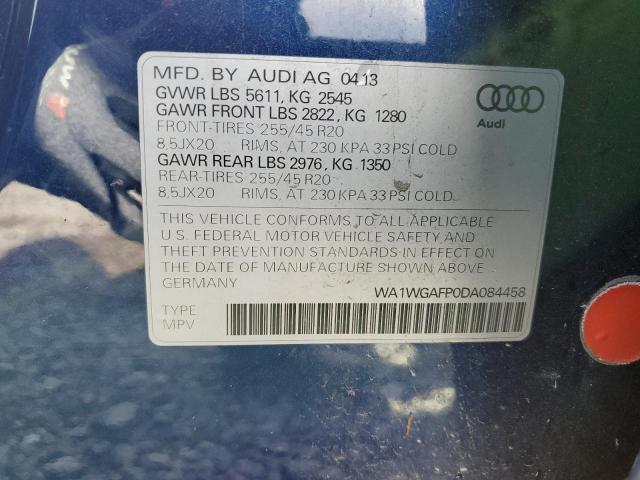 MFD. BY AUDI AG 04.13
GVWR LBS 5611, KG 2545
GAWR FRONT LBS 2822, KG 1280
FRONT-TIRES 255/45 R20
8,5JX20 RIMS, AT 230 KPA 33 PSI COLD
GAWR REAR LBS 2976, KG 1350
REAR-TIRES 255/45 R20
8,5JX20 RIMS, AT 230 KPA 33 PSI COLD.
Audi
THIS VEHICLE CONFORMS TO ALL APPLICABLE
U.S. FEDERAL MOTOR VEHICLE SAFETY AND
THEFT PREVENTION STANDARDS IN EFFECT ON
THE DATE OF MANUFACTURE SHOWN ABOVE.
GERMANY
WA1WGAFP0DA084458
TYPE
MPV